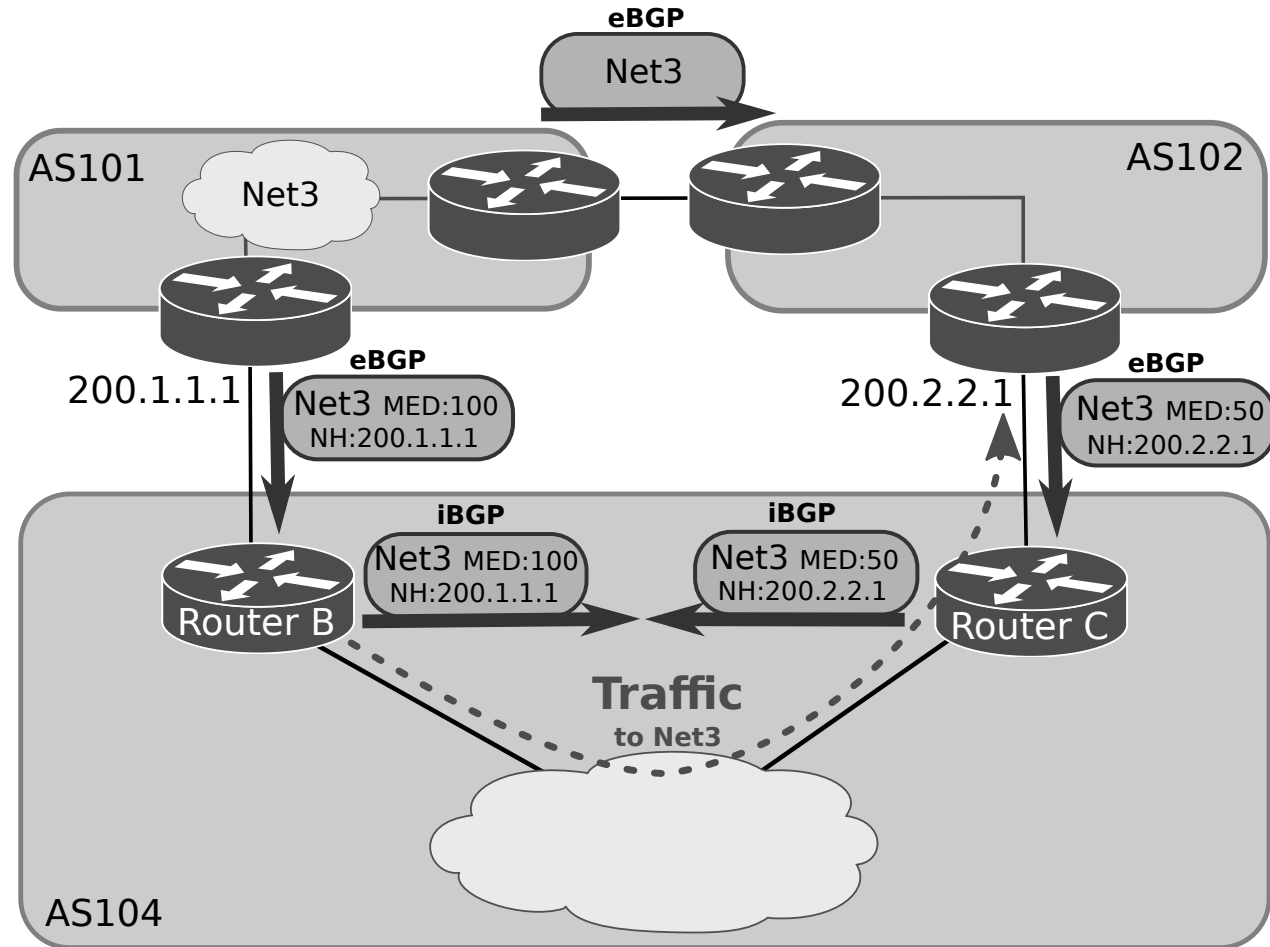 eBGP
Net3
AS101
Net3
AS102
eBGP
200.1.1.1
Net3 MED:100
NH:200.1.1.1
eBGP
200.2.2.1
Net3 MED:50
NH:200.2.2.1
iBGP
Net3 MED:100
NH:200.1.1.1
iBGP
Net3 MED:50
NH:200.2.2.1
Router B
Router C
Traffic
to Net3
AS104